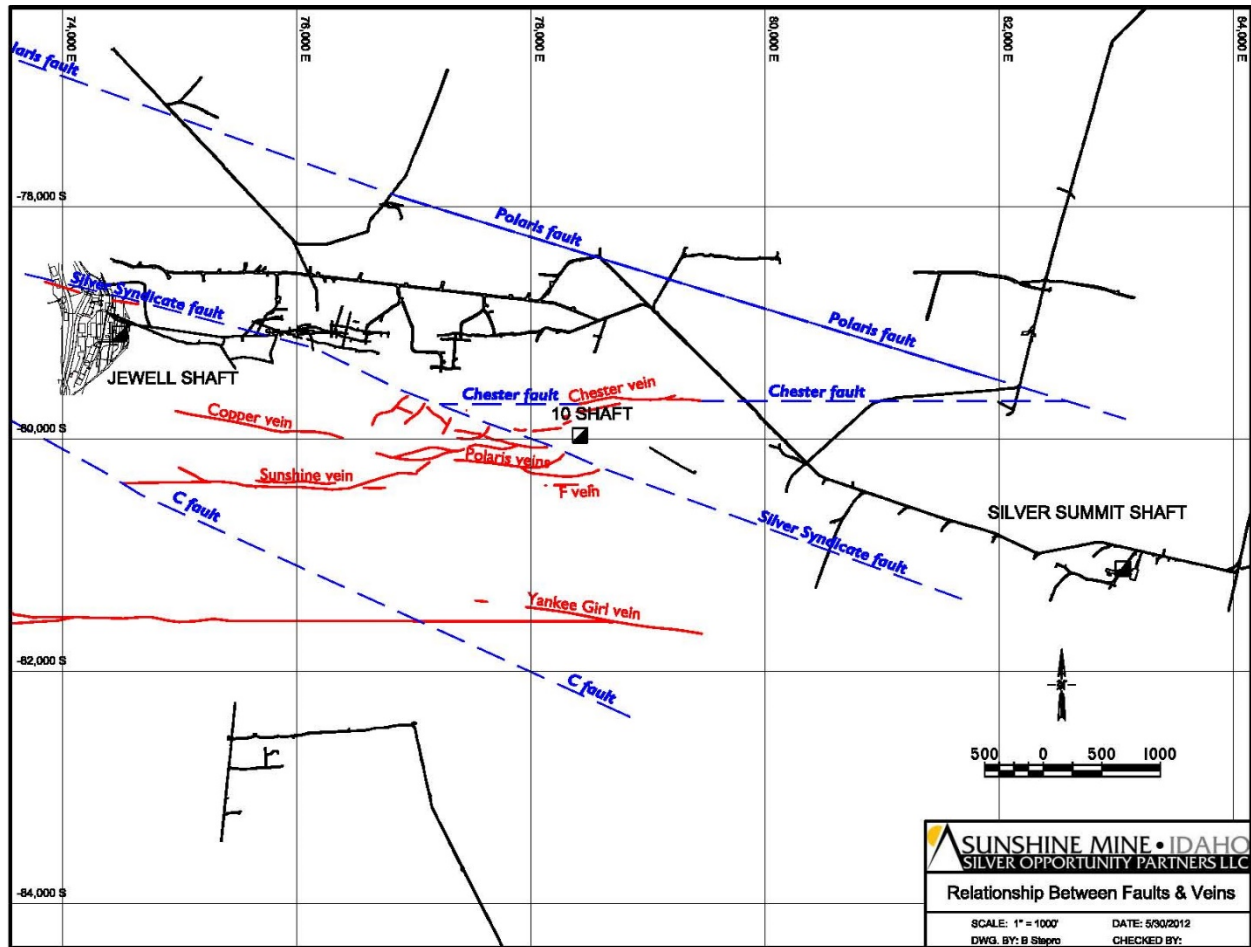 74,000 E
76,000 E
78,000 E
80,000 E
82,000 E
84,000 E
laris fault
-78,000 S
Polaris fault
Silver Syndicate fault
Polaris fault
JEWELL SHAFT
Chester fault
Chester vein
Chester fault
Copper vein
10 SHAFT
-80,000 S
Polaris veins
Sunshine vein
F vein
C fault
Silver Syndicate fault
SILVER SUMMIT SHAFT
Yankee Girl vein
-82,000 S
C fault
500 0 500 1000
-84,000 S
SUNSHINE MINE • IDAHO
SILVER OPPORTUNITY PARTNERS LLC
Relationship Between Faults & Veins
SCALE: 1" = 1000' DATE: 5/30/2012
DWG. BY: B Stepro CHECKED BY: